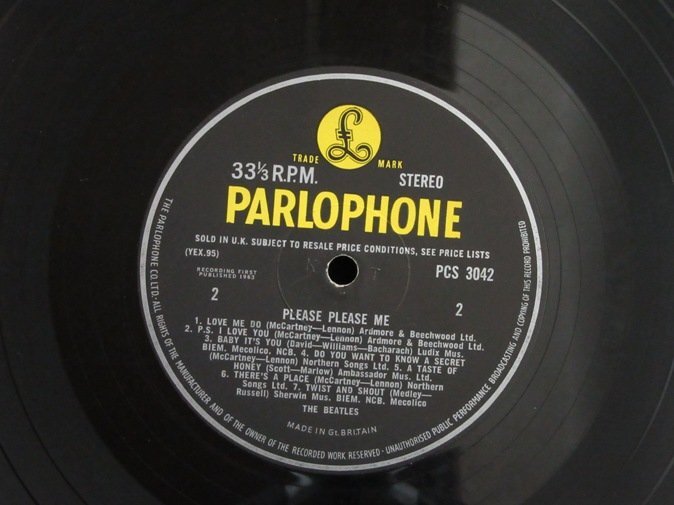 £
TRADE MARK
33⅓ R.P.M. STEREO
PARLOPHONE
SOLD IN U.K. SUBJECT TO RESALE PRICE CONDITIONS, SEE PRICE LISTS
(YEX.95) PCS 3042
RECORDING FIRST
PUBLISHED 1963
K T
2 2
PLEASE PLEASE ME
1. LOVE ME DO (McCartney—Lennon) Ardmore & Beechwood Ltd.
2. P.S. I LOVE YOU (McCartney—Lennon) Ardmore & Beechwood Ltd.
3. BABY IT'S YOU (David—Williams—Bacharach) Ludix Mus.
BIEM. Mecolico, NCB. 4. DO YOU WANT TO KNOW A SECRET
(McCartney—Lennon) Northern Songs Ltd. 5. A TASTE OF
HONEY (Scott—Marlow) Ambassador Mus. Ltd.
6. THERE'S A PLACE (McCartney—Lennon) Northern
Songs Ltd. 7. TWIST AND SHOUT (Medley—
Russell) Sherwin Mus. BIEM. NCB. Mecolico
THE BEATLES
MADE IN Gt. BRITAIN
THE PARLOPHONE CO. LTD.· ALL RIGHTS OF THE MANUFACTURER AND OF THE OWNER OF THE RECORDED WORK RESERVED · UNAUTHORISED PUBLIC PERFORMANCE BROADCASTING AND COPYING OF THIS RECORD PROHIBITED